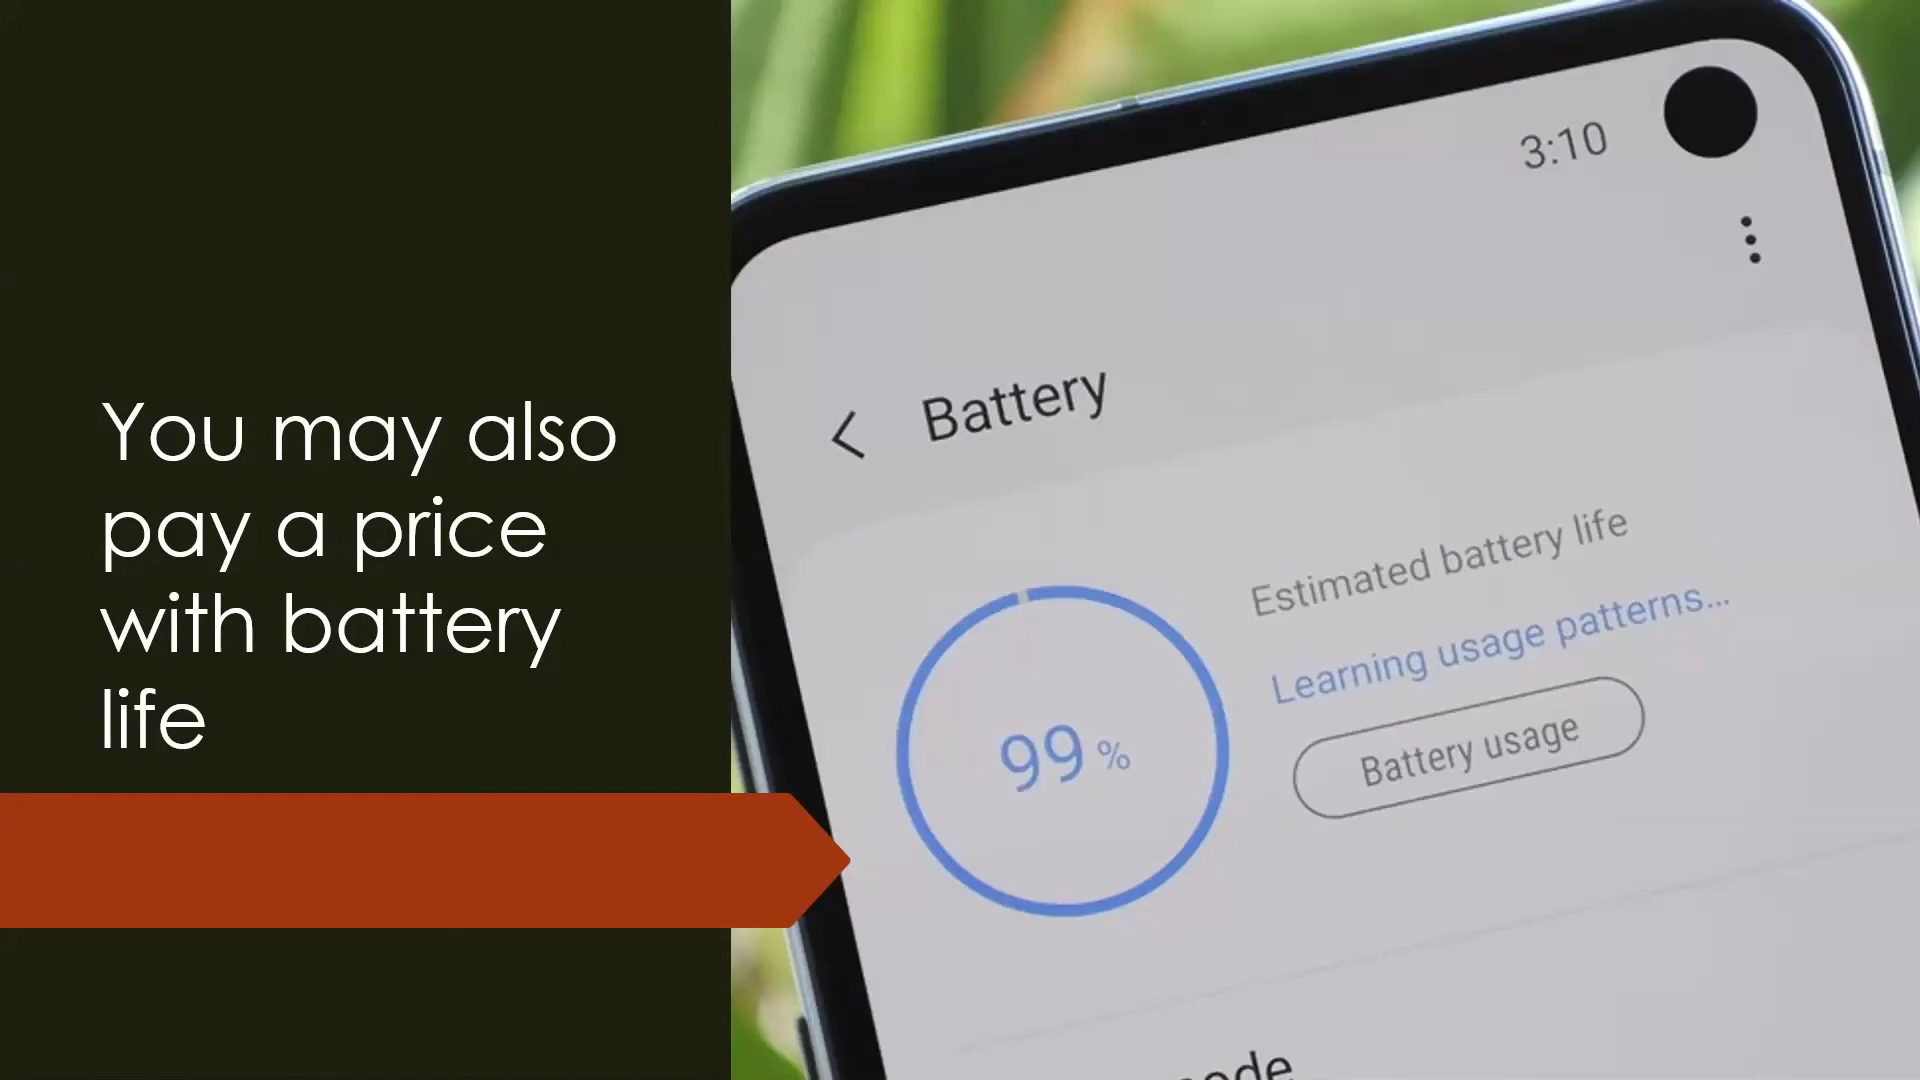 You may also
pay a price
with battery
life
3:10
Battery
Estimated battery life
Learning usage patterns...
99 %
Battery usage